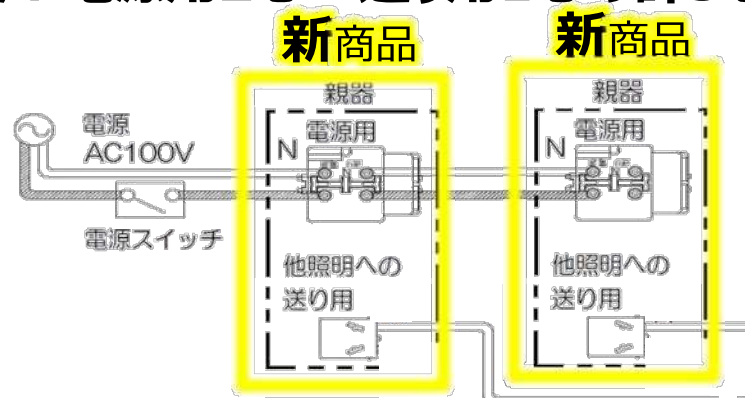 新商品
新商品
親器
親器
電源
AC100V
N
電源用
N
電源用
電源スイッチ
他照明への
送り用
他照明への
送り用